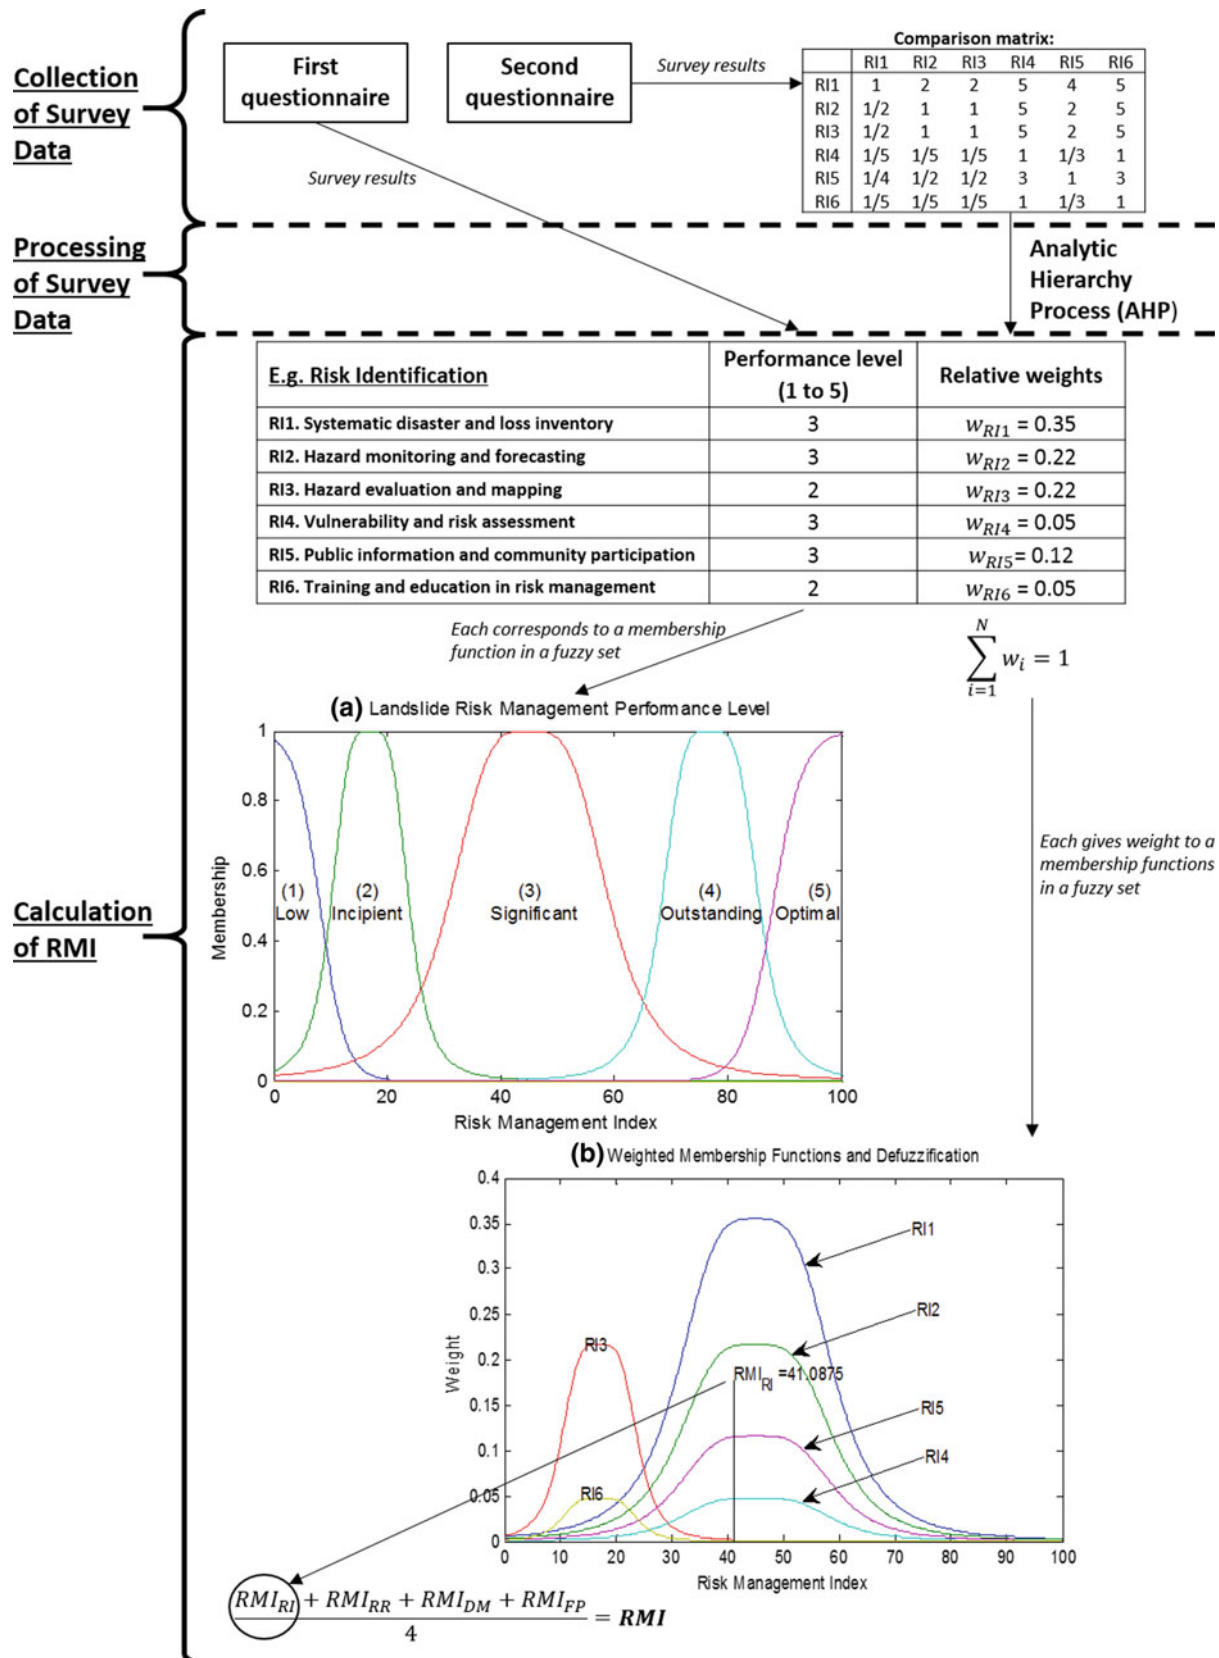 Collection
of Survey
Data
First
questionnaire
Second
questionnaire
Survey results
Survey results
Comparison matrix:
RI1 RI2 RI3 RI4 RI5 RI6
RI1 1 2 2 5 4 5
RI2 1/2 1 1 5 2 5
RI3 1/2 1 1 5 2 5
RI4 1/5 1/5 1/5 1 1/3 1
RI5 1/4 1/2 1/2 3 1 3
RI6 1/5 1/5 1/5 1 1/3 1
Processing
of Survey
Data
Analytic
Hierarchy
Process (AHP)
Calculation
of RMI
E.g. Risk Identification Performance level (1 to 5) Relative weights
RI1. Systematic disaster and loss inventory 3 w_RI1 = 0.35
RI2. Hazard monitoring and forecasting 3 w_RI2 = 0.22
RI3. Hazard evaluation and mapping 2 w_RI3 = 0.22
RI4. Vulnerability and risk assessment 3 w_RI4 = 0.05
RI5. Public information and community participation 3 w_RI5= 0.12
RI6. Training and education in risk management 2 w_RI6 = 0.05
Each corresponds to a membership
function in a fuzzy set
N
∑ w_i = 1
i=1
(a) Landslide Risk Management Performance Level
1
0.8
0.6
0.4
0.2
0
Membership
(1) (2) (3) (4) (5)
Low Incipient Significant Outstanding Optimal
0 20 40 60 80 100
Risk Management Index
Each gives weight to a
membership functions
in a fuzzy set
(b) Weighted Membership Functions and Defuzzification
0.4
0.35
0.3
0.25
0.2
0.15
0.1
0.05
0
Weight
RI1
RI2
RI3
RMI_RI =41.0875
RI5
RI4
RI6
0 10 20 30 40 50 60 70 80 90 100
Risk Management Index
RMI_RI + RMI_RR + RMI_DM + RMI_FP
4
= RMI